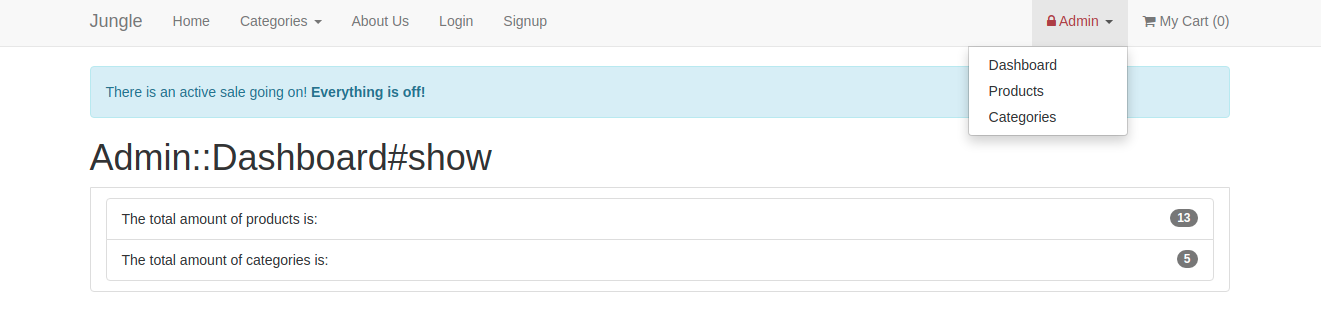 Jungle Home Categories About Us Login Signup Admin My Cart (0)
Dashboard
Products
Categories
There is an active sale going on! Everything is off!
Admin::Dashboard#show
The total amount of products is: 13
The total amount of categories is: 5